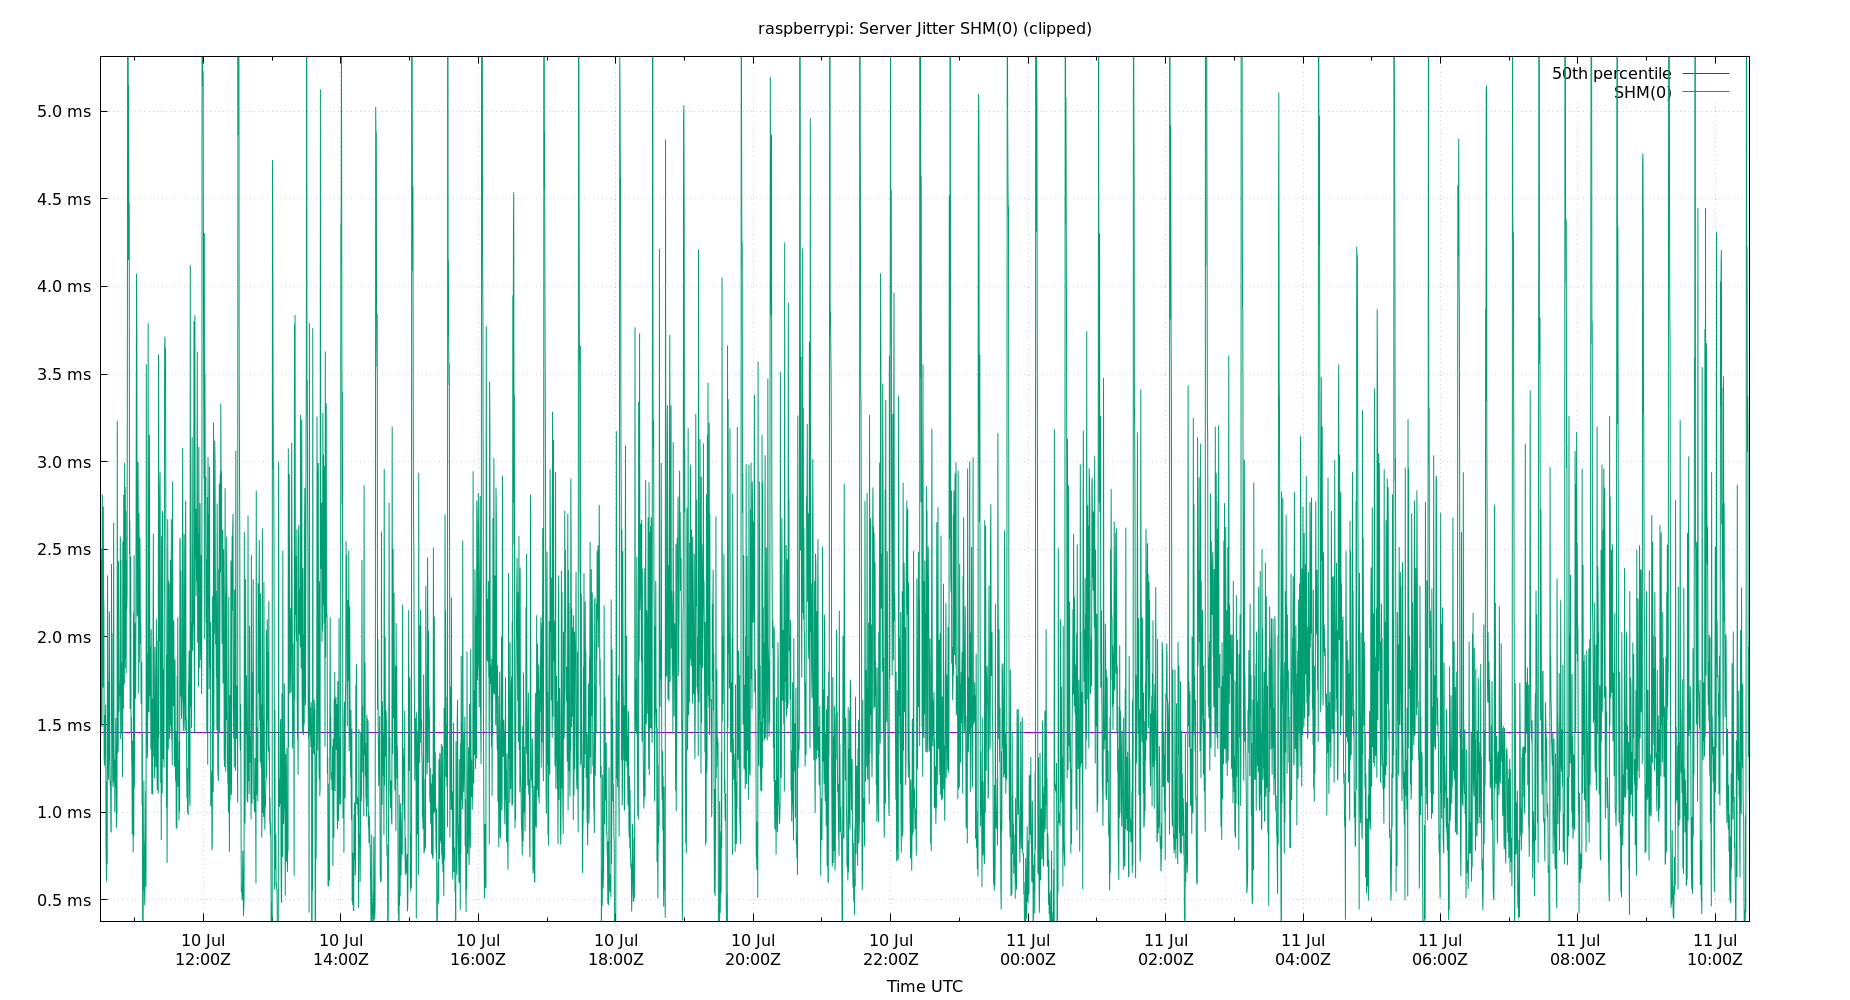 raspberrypi: Server Jitter SHM(0) (clipped)
50th percentile
SHM(0)
5.0 ms
4.5 ms
4.0 ms
3.5 ms
3.0 ms
2.5 ms
2.0 ms
1.5 ms
1.0 ms
0.5 ms
10 Jul 10 Jul 10 Jul 10 Jul 10 Jul 10 Jul 11 Jul 11 Jul 11 Jul 11 Jul 11 Jul 11 Jul
12:00Z 14:00Z 16:00Z 18:00Z 20:00Z 22:00Z 00:00Z 02:00Z 04:00Z 06:00Z 08:00Z 10:00Z
Time UTC